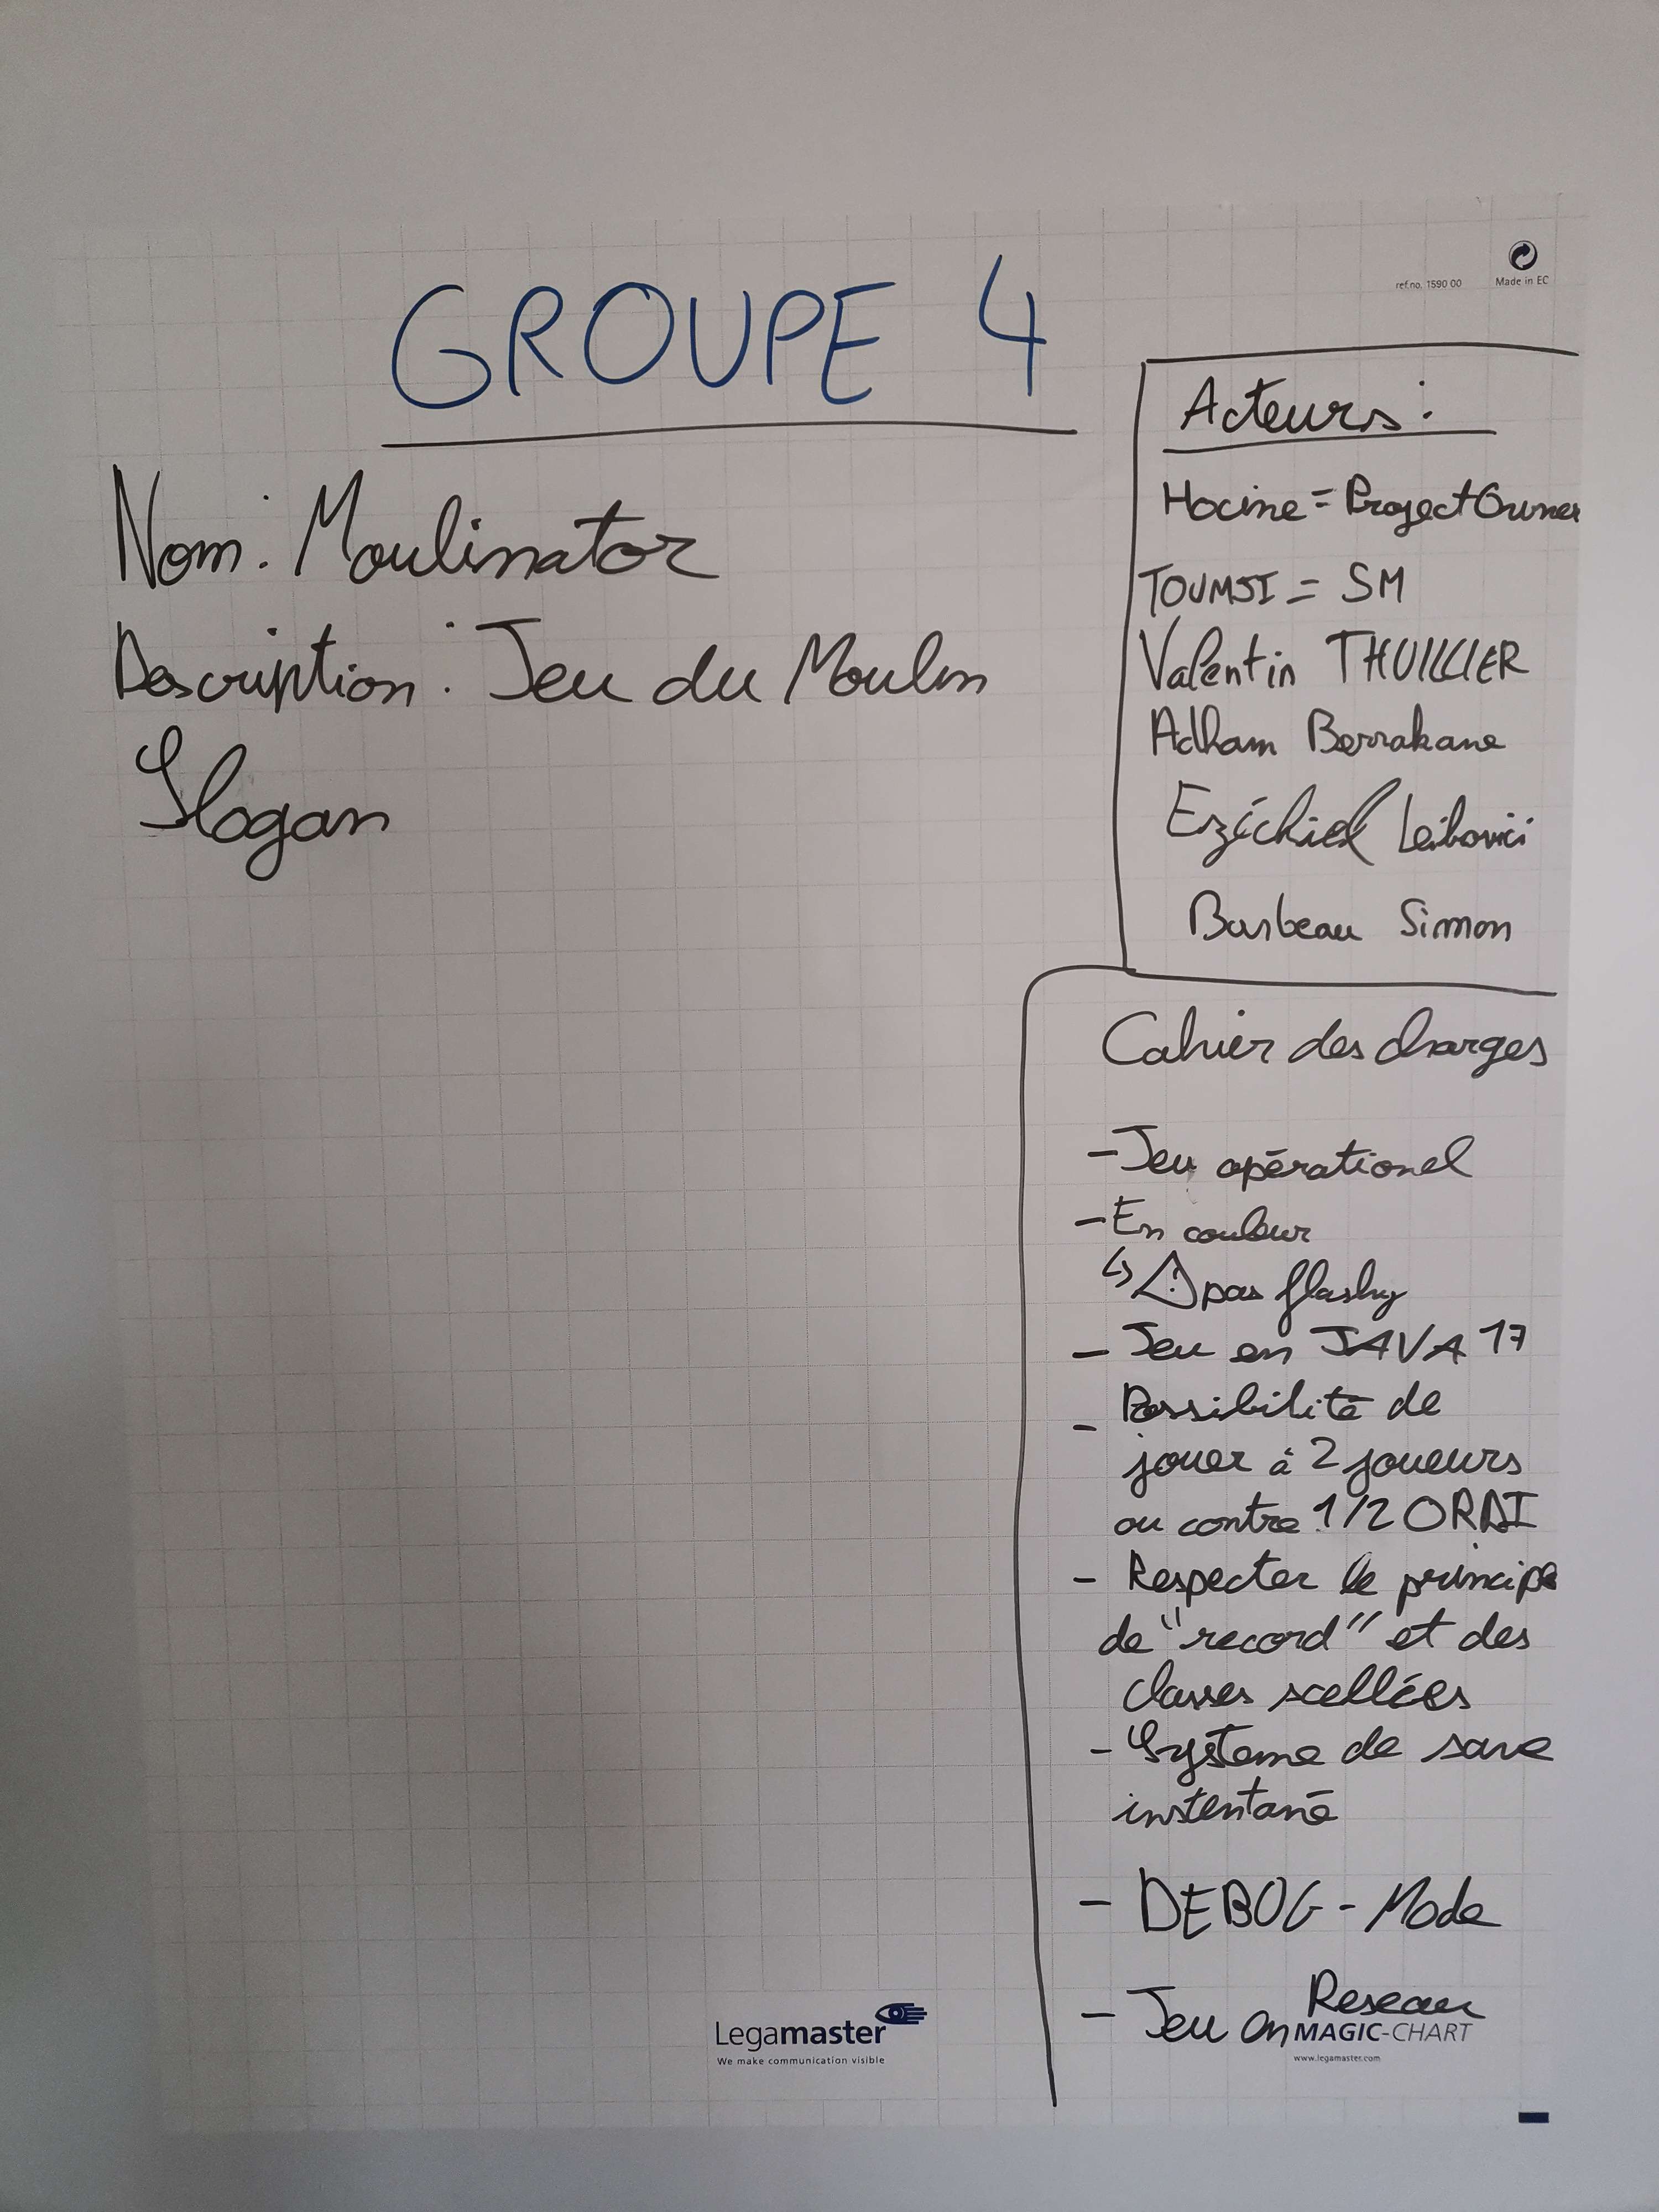 ref.no. 1590 00
Made in EC
GROUPE 4
Nom : Moulinator
Description : Jeu du Moulin
Slogan
Acteurs :
Hocine = Project Owner
TOUMSI = SM
Valentin THUILLIER
Adham Berrakane
Ezéchiel Leibovici
Barbeau Simon
Cahier des charges
- Jeu opérationel
- En couleur
↳ ⚠ pas flashy
- Jeu en JAVA 17
- Possibilité de
jouer à 2 joueurs
ou contre 1/2 ORDI
- Respecter le principe
de "record" et des
classes scellées
- Système de save
instentané
- DEBUG - Mode
- Jeu en Reseau
Legamaster
We make communication visible
MAGIC-CHART
www.legamaster.com